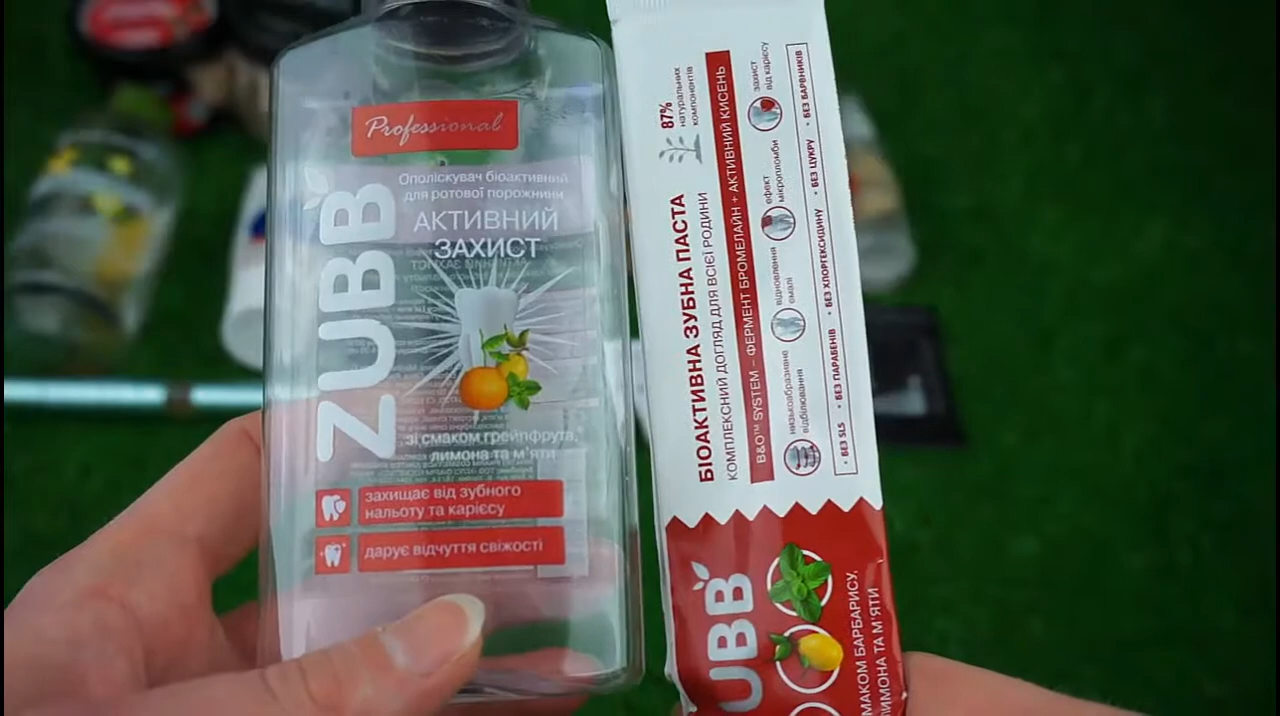 Professional
ZUBB
Ополіскувач біоактивний
для ротової порожнини
АКТИВНИЙ
ЗАХИСТ
зі смаком грейпфрута,
лимона та м'яти
захищає від зубного
нальоту та карієсу
дарує відчуття свіжості
87%
натуральних
компонентів
БІОАКТИВНА ЗУБНА ПАСТА
КОМПЛЕКСНИЙ ДОГЛЯД ДЛЯ ВСІЄЇ РОДИНИ
B&O™ SYSTEM – ФЕРМЕНТ БРОМЕЛАЙН + АКТИВНИЙ КИСЕНЬ
низькоабразивне
відбілювання
відновлення
емалі
ефект
мікропломби
захист
від карієсу
• БЕЗ SLS • БЕЗ ПАРАБЕНІВ • БЕЗ ХЛОРГЕКСИДИНУ • БЕЗ ЦУКРУ • БЕЗ БАРВНИКІВ
UBB
МАКОМ БАРБАРИСУ,
ИМОНА ТА М'ЯТИ